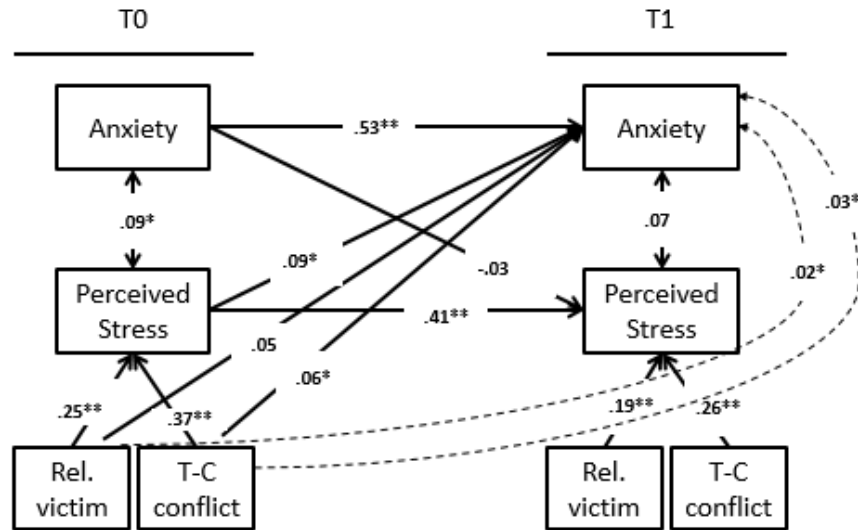 T0
T1
Anxiety
.53**
Anxiety
.09*
.07
.03*
.09*
-.03
.02*
Perceived
Stress
.41**
Perceived
Stress
.05
.06*
.25**
.37**
.19**
.26**
Rel.
victim
T-C
conflict
Rel.
victim
T-C
conflict